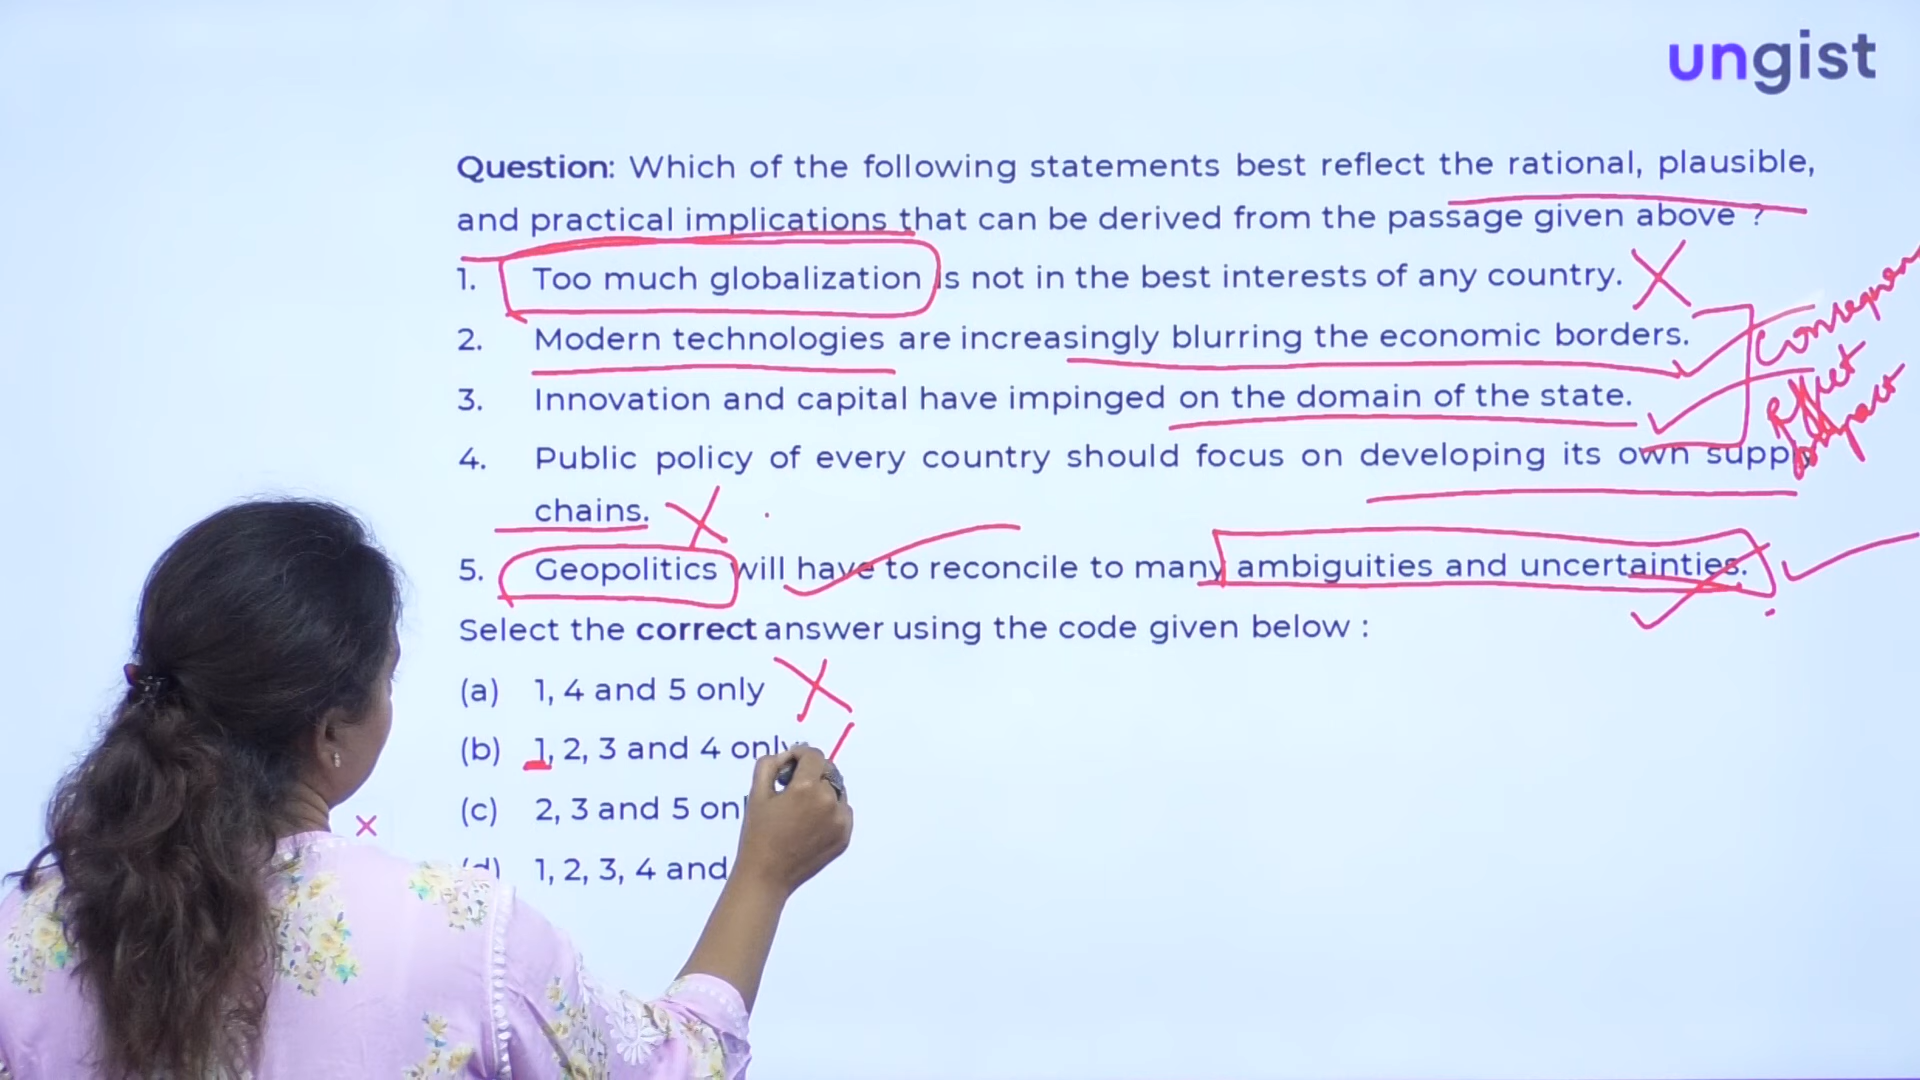 ungist
Question: Which of the following statements best reflect the rational, plausible,
and practical implications that can be derived from the passage given above ?
1. Too much globalization is not in the best interests of any country.
2. Modern technologies are increasingly blurring the economic borders.
3. Innovation and capital have impinged on the domain of the state.
Effect
4. Public policy of every country should focus on developing its own
chains.
5. Geopolitics will have to reconcile to many ambiguities and uncertainties.
Select the correct answer using the code given below :
(a) 1, 4 and 5 only
(b) 1, 2, 3 and 4 only
(c) 2, 3 and 5
1, 2, 3, 4 and